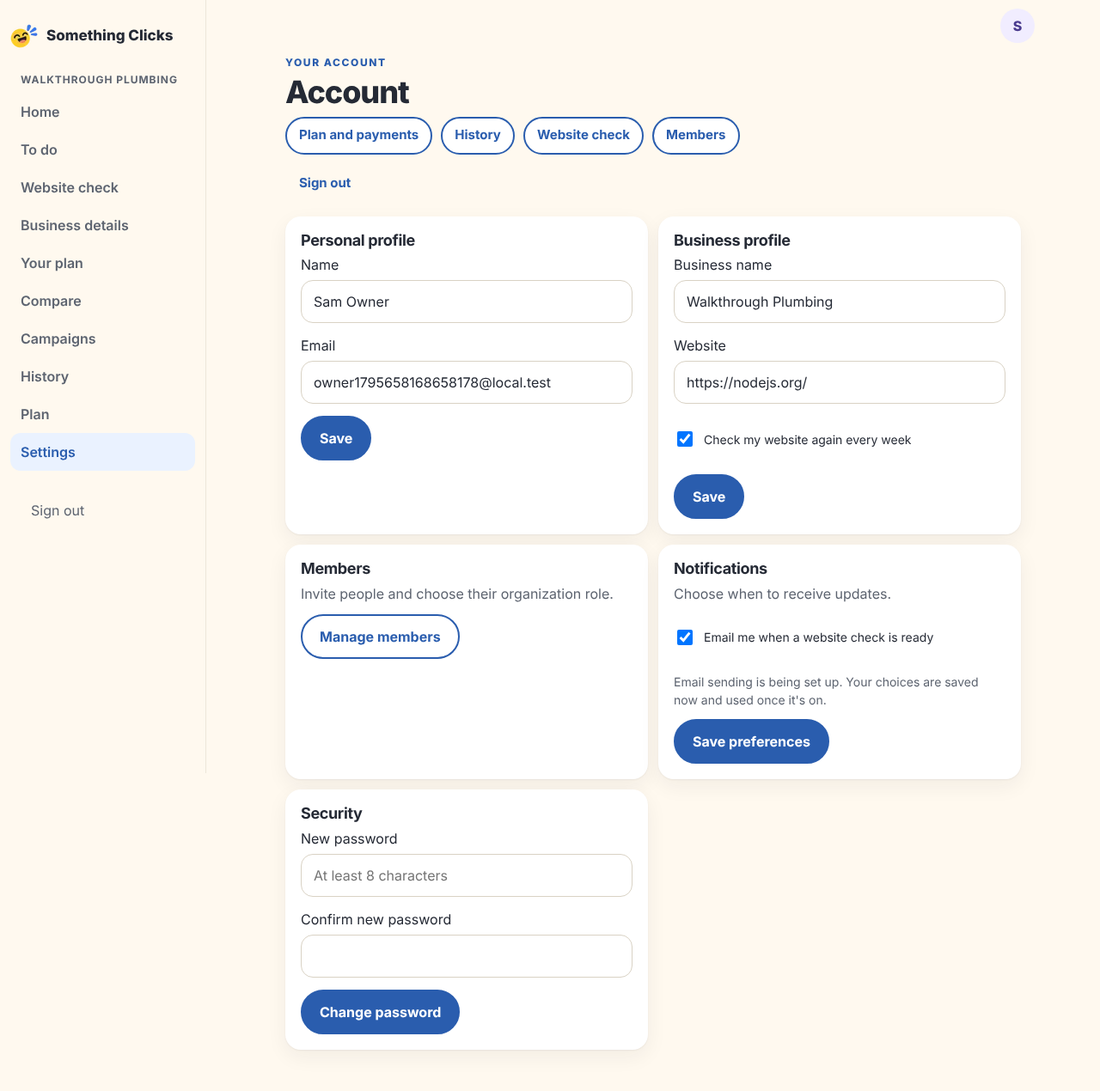 Something Clicks
S
WALKTHROUGH PLUMBING
Home
To do
Website check
Business details
Your plan
Compare
Campaigns
History
Plan
Settings
Sign out
YOUR ACCOUNT
Account
Plan and payments
History
Website check
Members
Sign out
Personal profile
Name
Sam Owner
Email
owner1795658168658178@local.test
Save
Business profile
Business name
Walkthrough Plumbing
Website
https://nodejs.org/
Check my website again every week
Save
Members
Invite people and choose their organization role.
Manage members
Notifications
Choose when to receive updates.
Email me when a website check is ready
Email sending is being set up. Your choices are saved
now and used once it's on.
Save preferences
Security
New password
At least 8 characters
Confirm new password
Change password